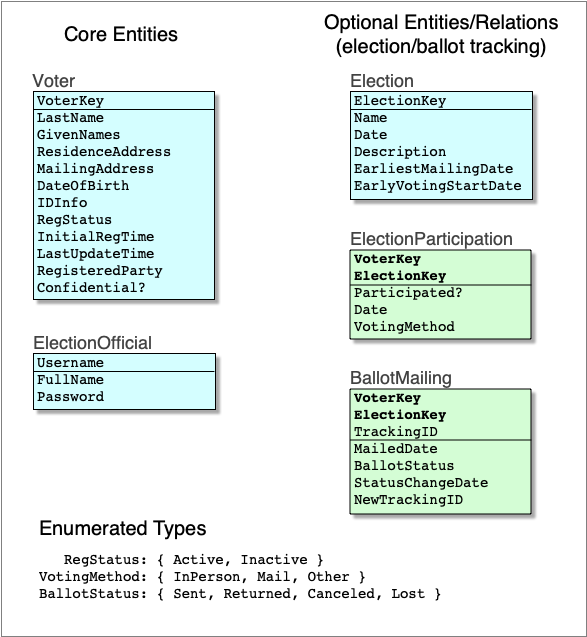 Core Entities
Voter
VoterKey
LastName
GivenNames
ResidenceAddress
MailingAddress
DateOfBirth
IDInfo
RegStatus
InitialRegTime
LastUpdateTime
RegisteredParty
Confidential?
ElectionOfficial
Username
FullName
Password
Optional Entities/Relations
(election/ballot tracking)
Election
ElectionKey
Name
Date
Description
EarliestMailingDate
EarlyVotingStartDate
ElectionParticipation
VoterKey
ElectionKey
Participated?
Date
VotingMethod
BallotMailing
VoterKey
ElectionKey
TrackingID
MailedDate
BallotStatus
StatusChangeDate
NewTrackingID
Enumerated Types
RegStatus: { Active, Inactive }
VotingMethod: { InPerson, Mail, Other }
BallotStatus: { Sent, Returned, Canceled, Lost }